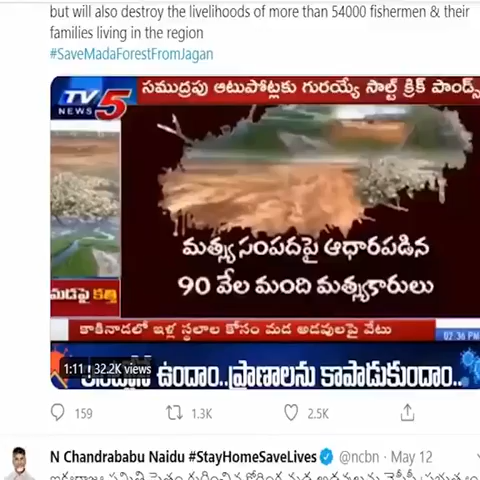 but will also destroy the livelihoods of more than 54000 fishermen & their
families living in the region
#SaveMadaForestFromJagan
TV5
NEWS
సముద్రపు ఆటుపోట్లకు గురయ్యే సాల్ట్ క్రిక్ పాండ్స్
మత్స్య సంపదపై ఆధారపడిన
90 వేల మంది మత్స్యకారులు
మడపై కత్తి
కాకినాడలో ఇళ్ల స్థలాల కోసం మడ అడవులపై వేటు
07:36 PM
1:11 32.2K views
ఉందాం..ప్రాణాలను కాపాడుకుందాం..
159 1.3K 2.5K
N Chandrababu Naidu #StayHomeSaveLives @ncbn · May 12